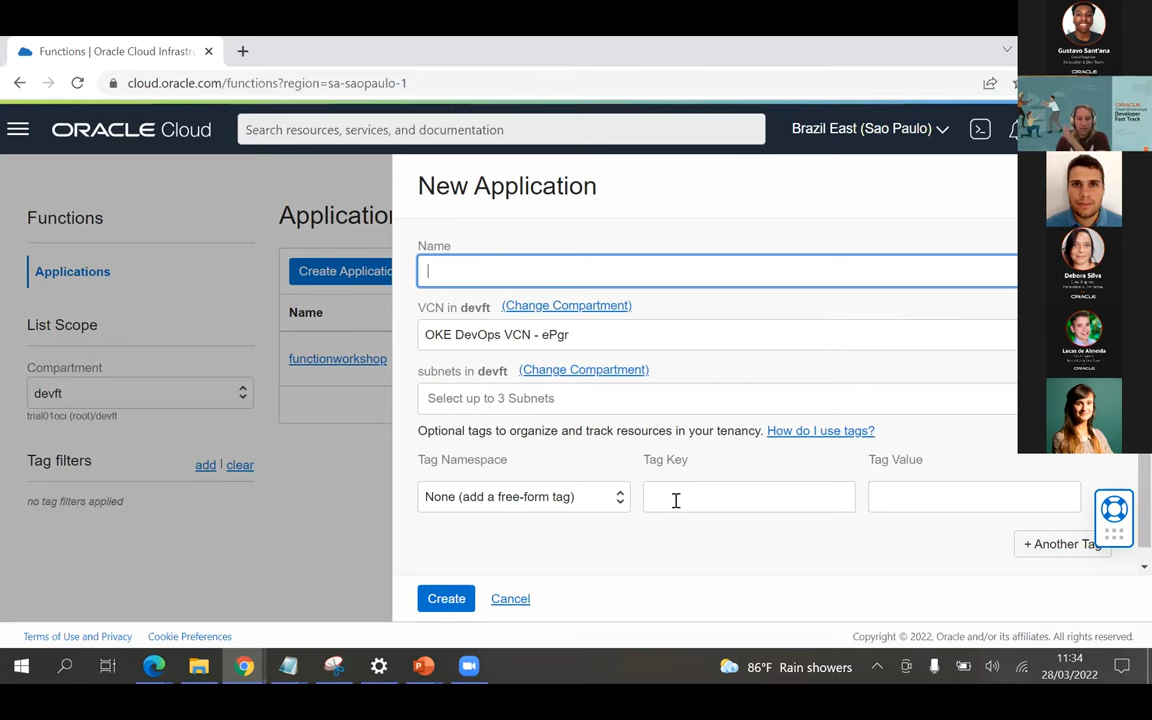 Functions | Oracle Cloud Infrastr
cloud.oracle.com/functions?region=sa-saopaulo-1
ORACLE Cloud
Search resources, services, and documentation
Brazil East (Sao Paulo)
Functions
Applications
List Scope
Compartment
devft
trial01oci (root)/devft
Tag filters
add | clear
no tag filters applied
Application
Create Applicatio
Name
functionworkshop
New Application
Name
VCN in devft (Change Compartment)
OKE DevOps VCN - ePgr
subnets in devft (Change Compartment)
Select up to 3 Subnets
Optional tags to organize and track resources in your tenancy. How do I use tags?
Tag Namespace
Tag Key
Tag Value
None (add a free-form tag)
+ Another Tag
Create
Cancel
Terms of Use and Privacy
Cookie Preferences
Copyright © 2022, Oracle and/or its affiliates. All rights reserved.
86°F Rain showers
11:34
28/03/2022
Gustavo Sant'ana
ORACLE
ORACLE
Developer
Fast Track
Debora Silva
ORACLE
Lucas de Almeida
ORACLE